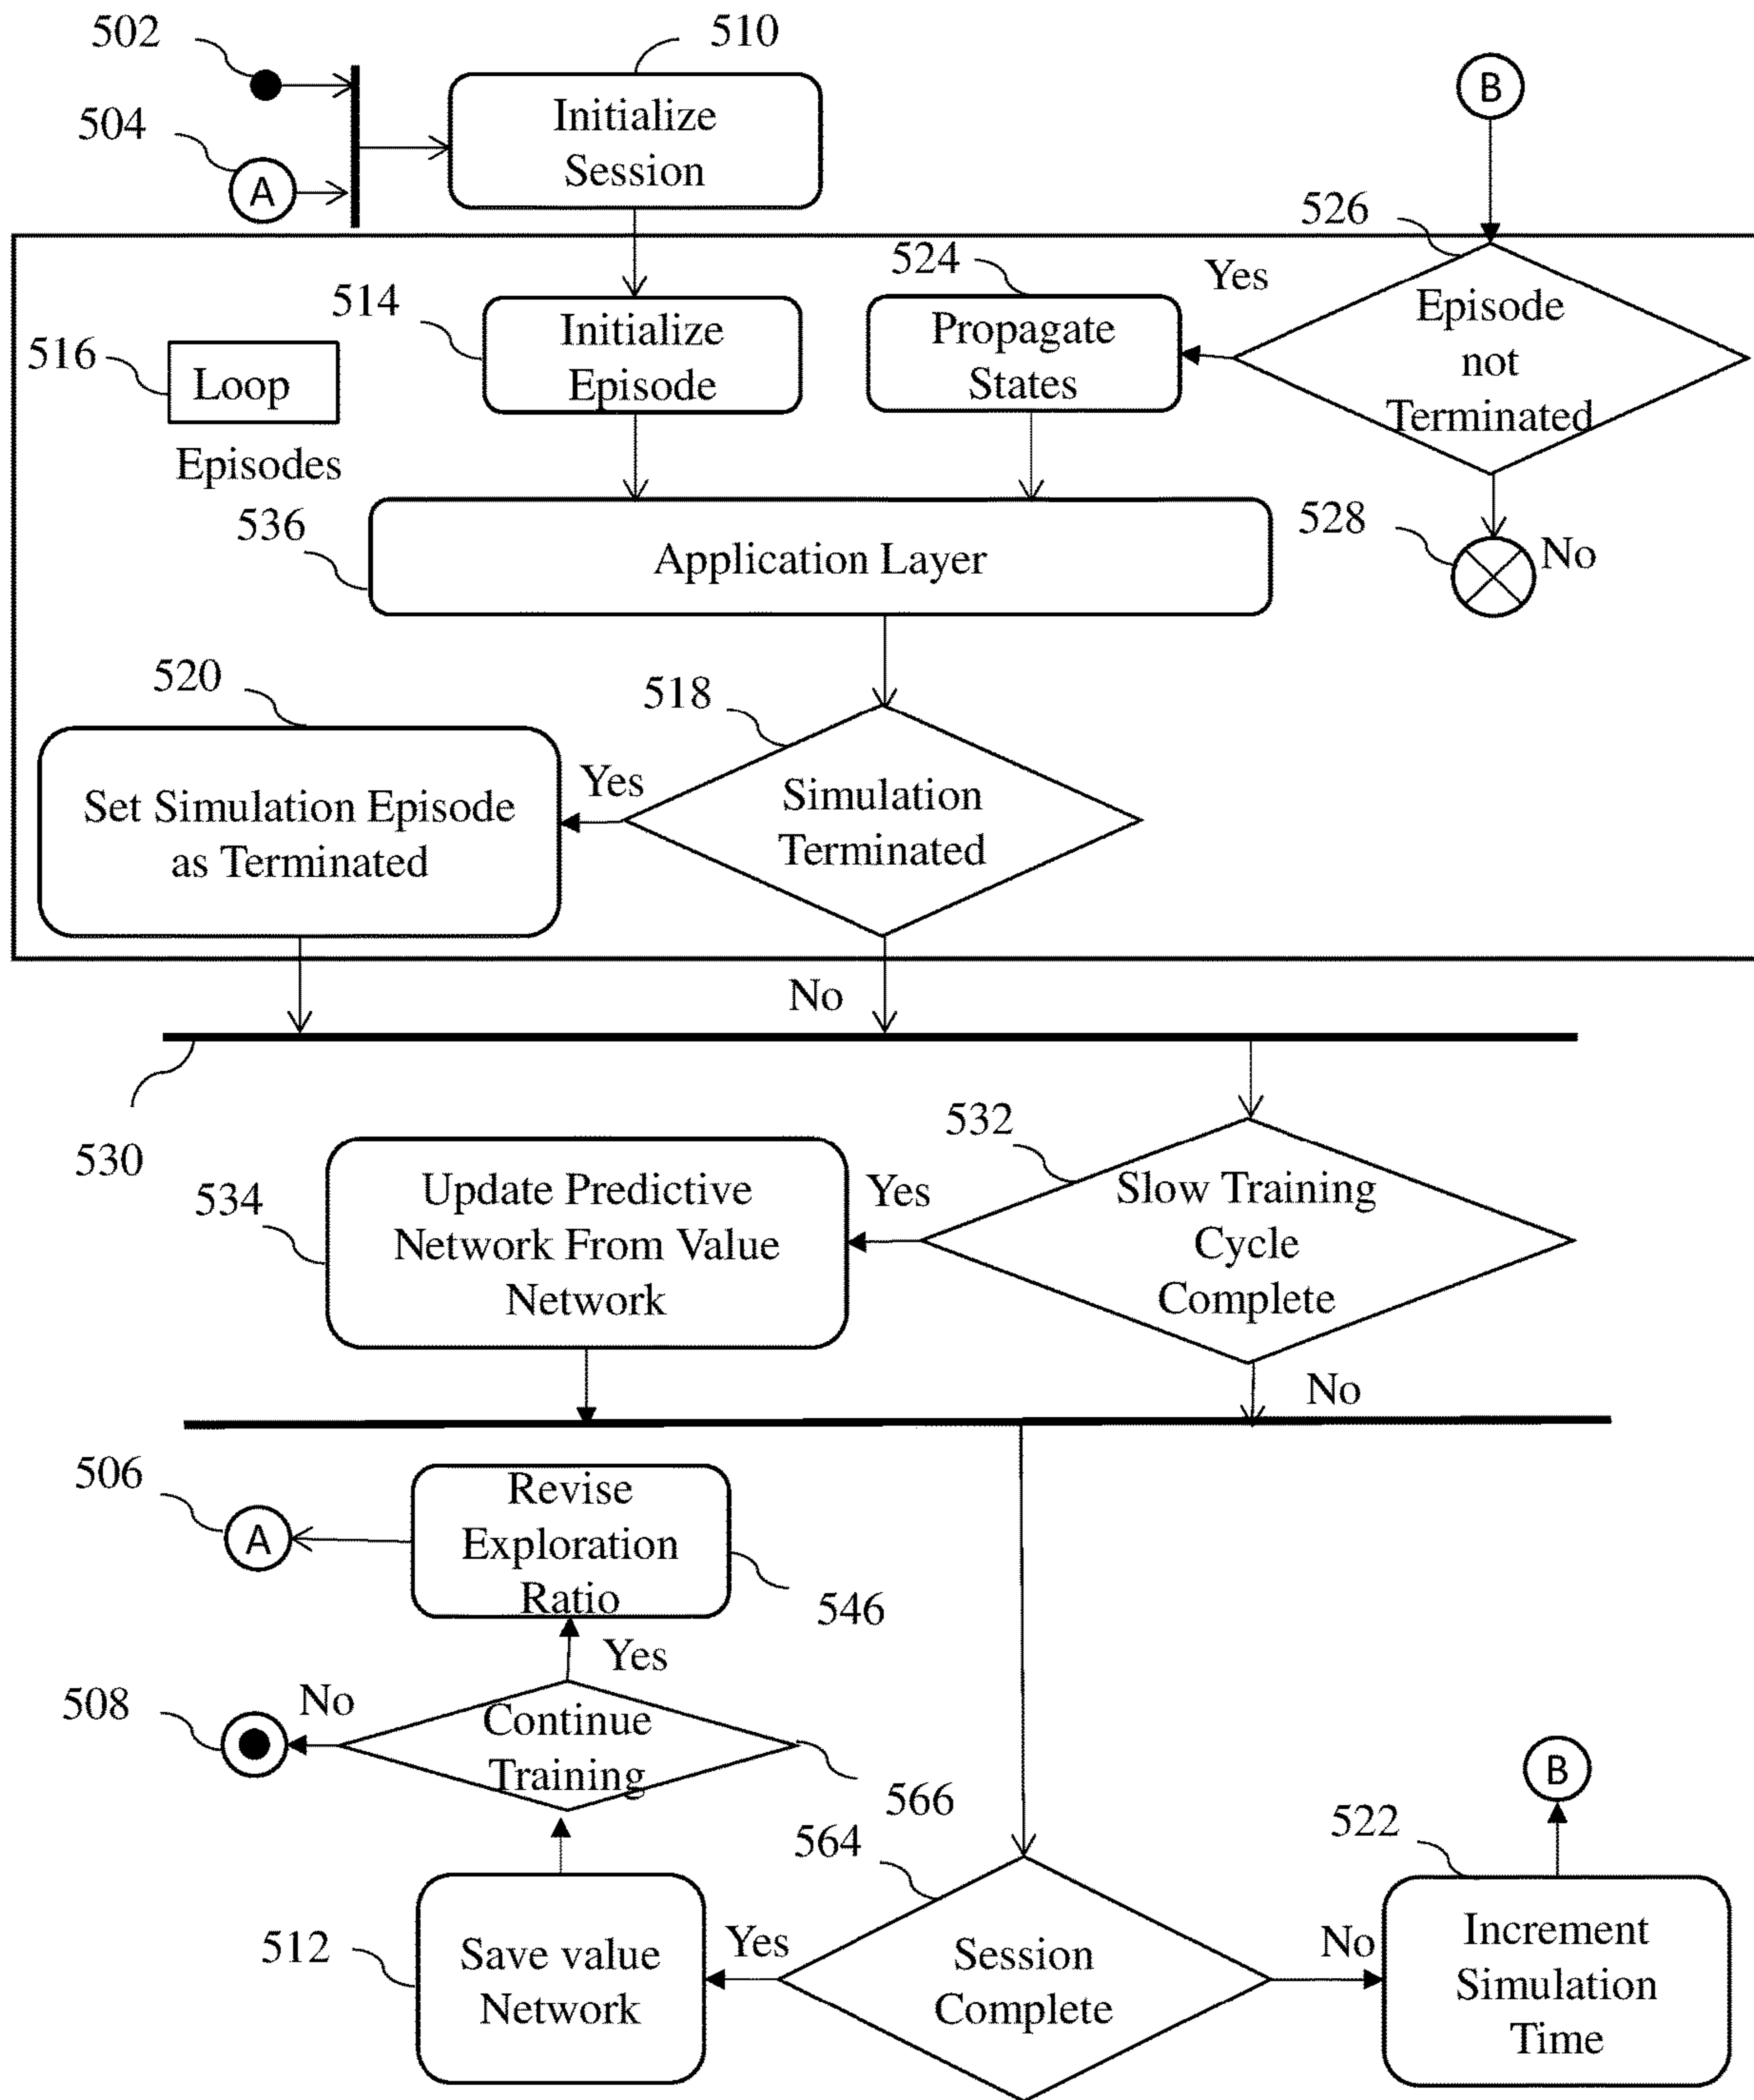 502
510
B
504
A
Initialize
Session
526
524
Yes
514
Initialize
Episode
Propagate
States
Episode
not
Terminated
516
Loop
Episodes
536
Application Layer
528
No
520
518
Set Simulation Episode
as Terminated
Yes
Simulation
Terminated
No
530
532
534
Update Predictive
Network From Value
Network
Yes
Slow Training
Cycle
Complete
No
506
A
Revise
Exploration
Ratio
546
Yes
508
No
Continue
Training
566
B
564
522
512
Save value
Network
Yes
Session
Complete
No
Increment
Simulation
Time